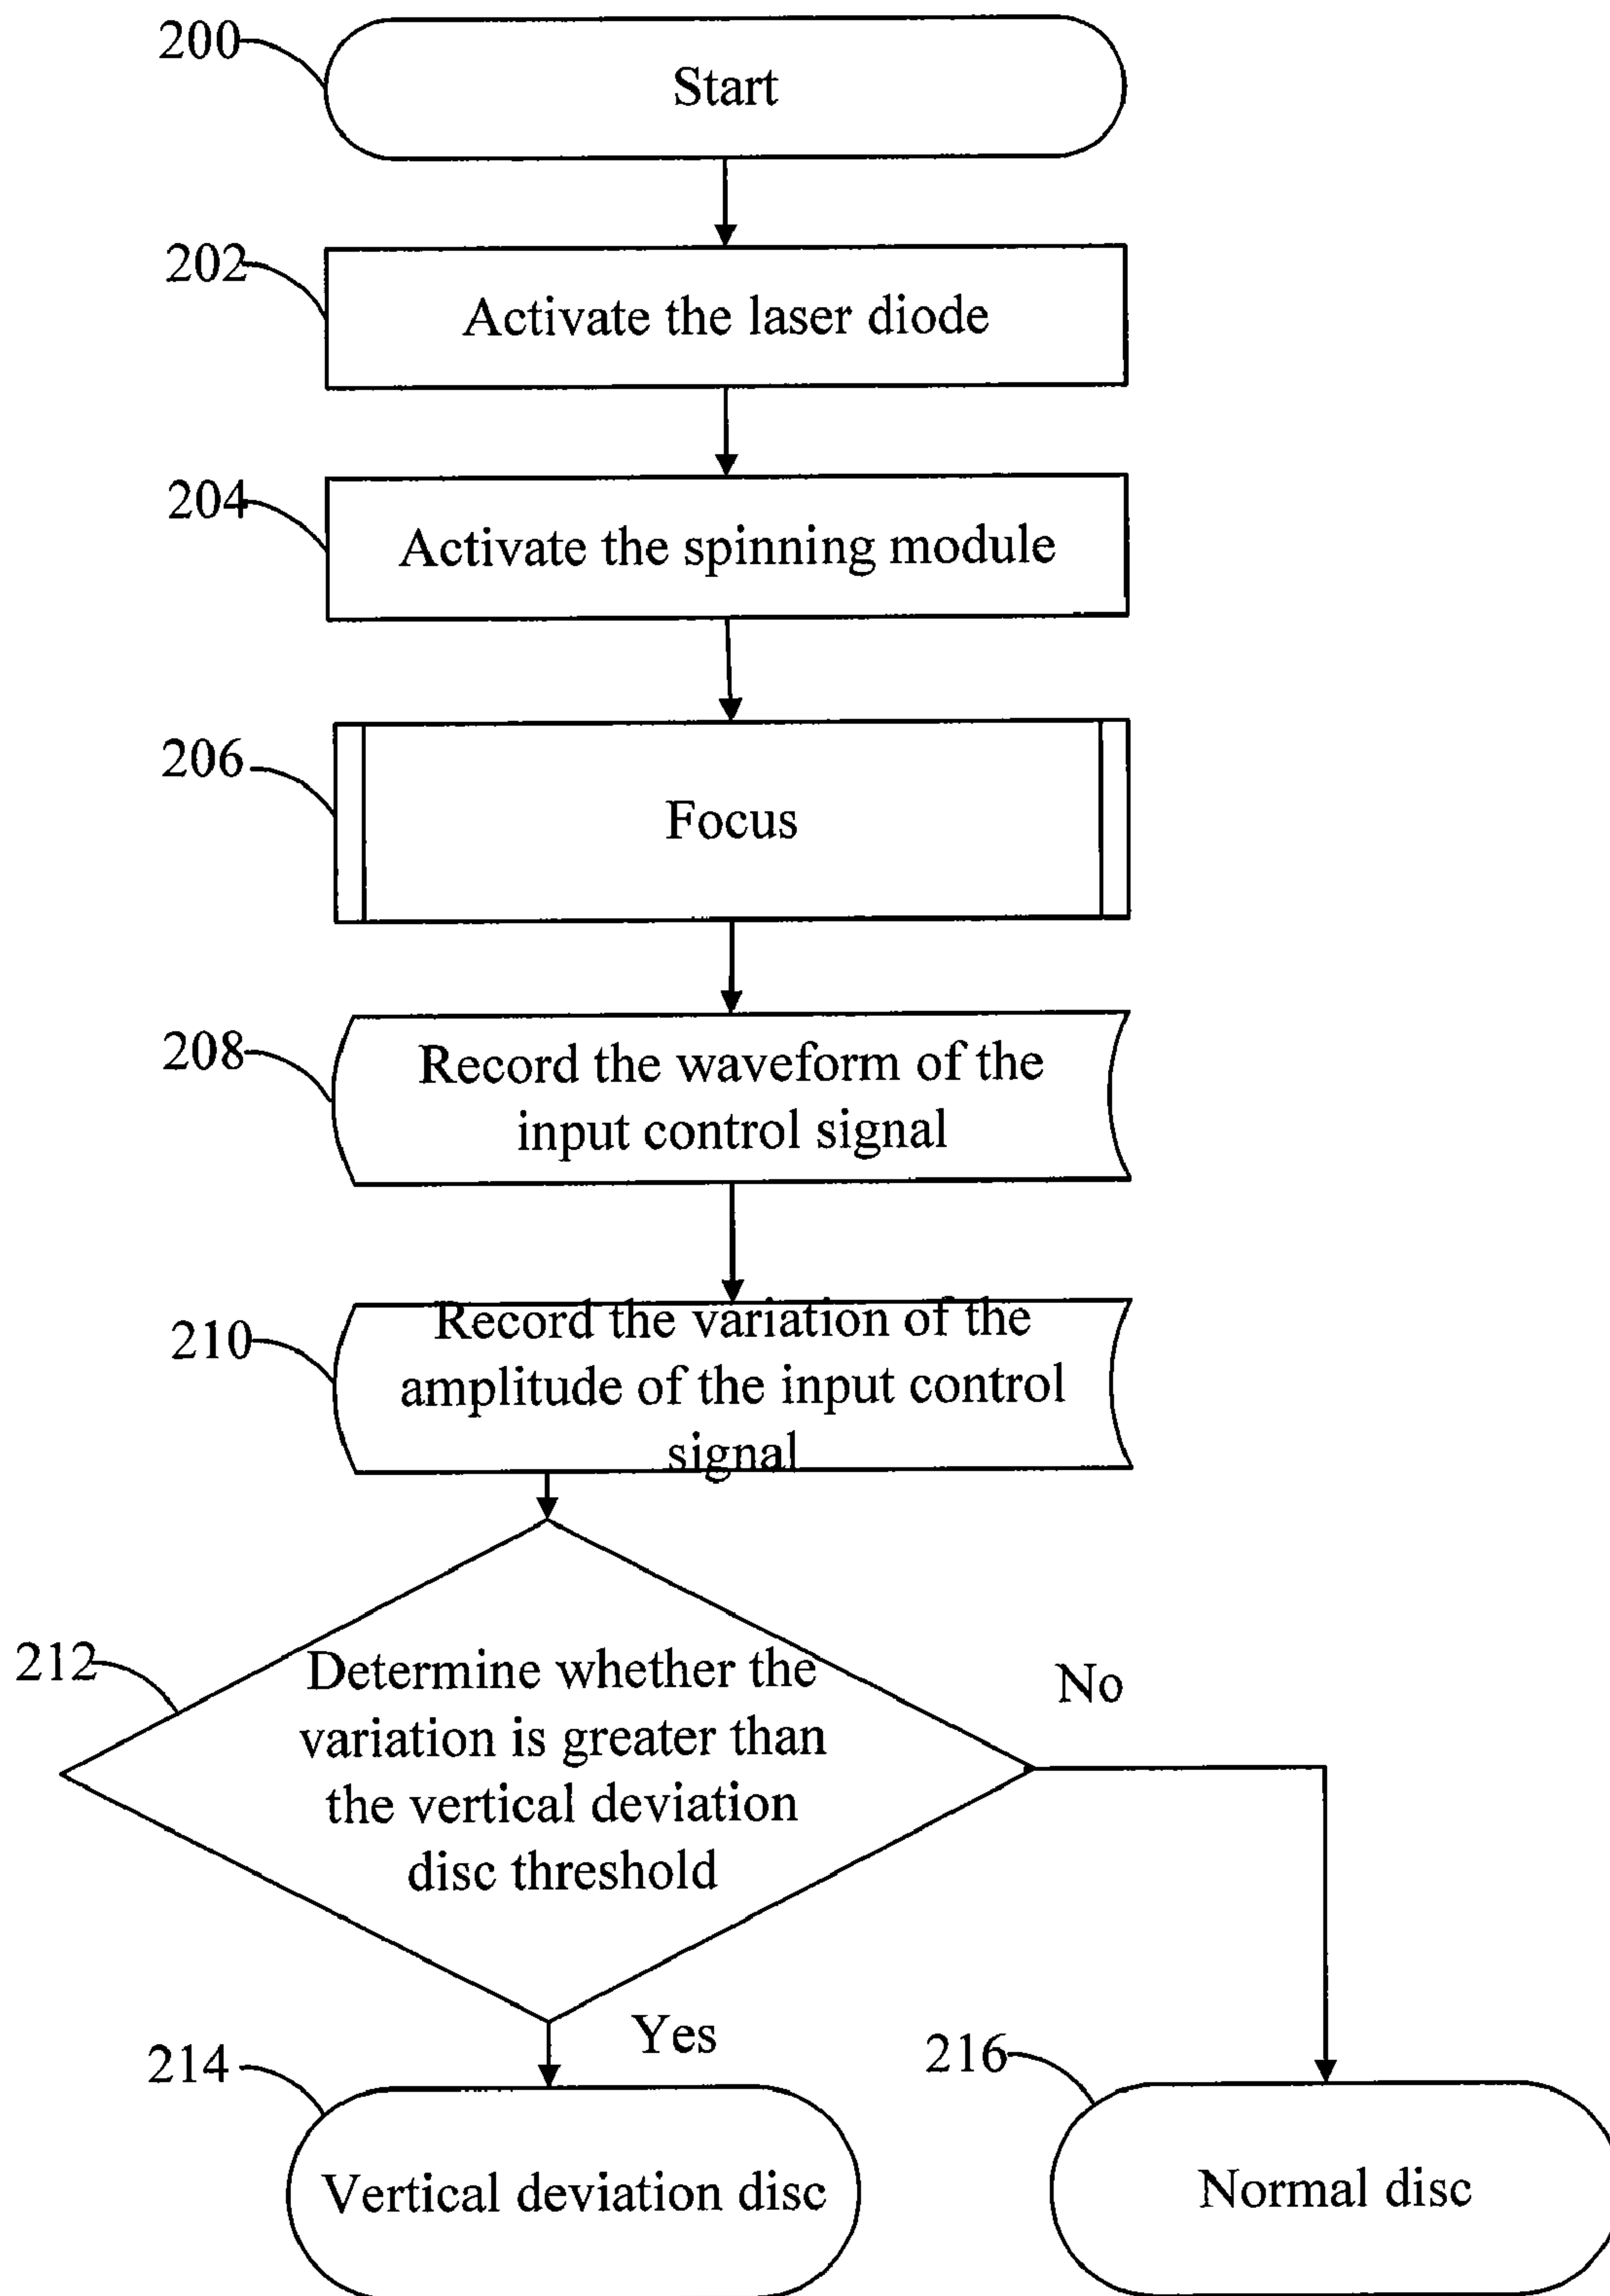 200
Start
202
Activate the laser diode
204
Activate the spinning module
206
Focus
208
Record the waveform of the
input control signal
210
Record the variation of the
amplitude of the input control
signal
212
Determine whether the
variation is greater than
the vertical deviation
disc threshold
No
Yes
214
Vertical deviation disc
216
Normal disc